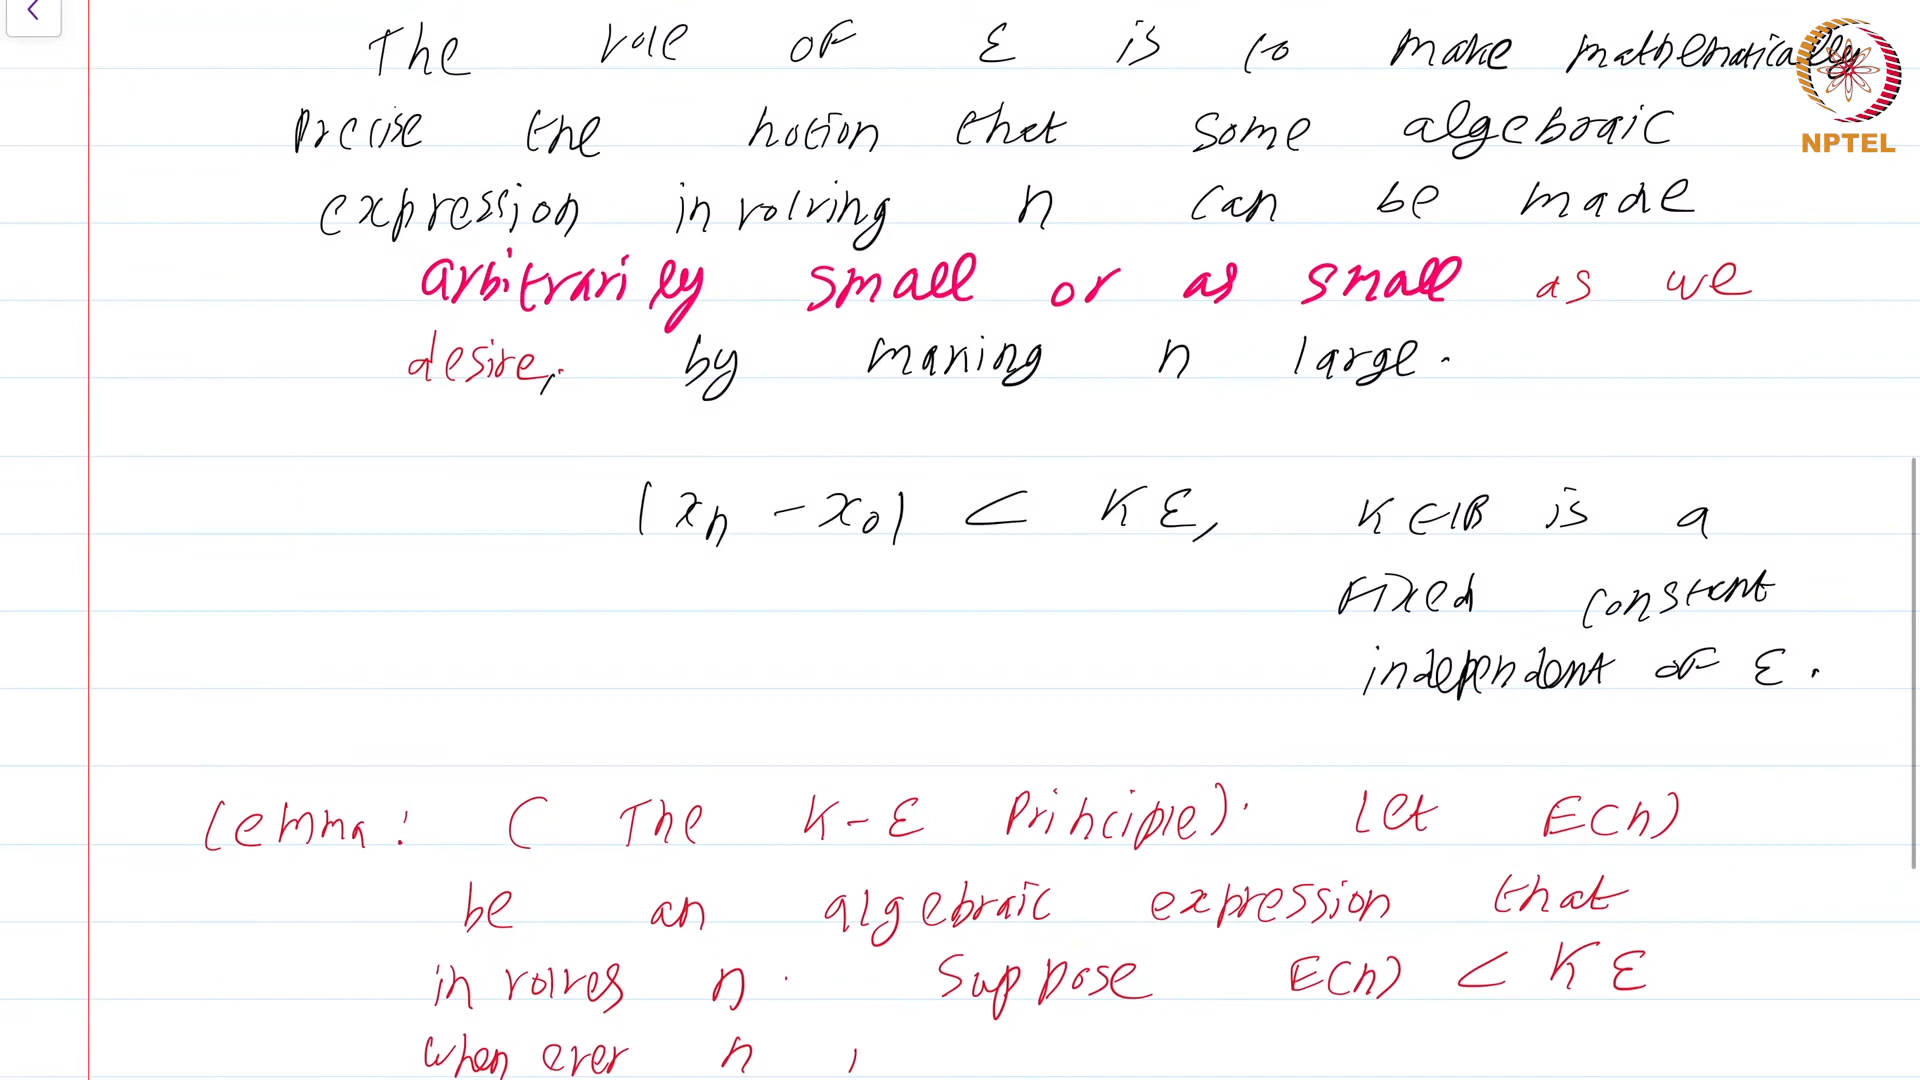 The role of ε is to make mathematically
NPTEL
precise the notion that some algebraic
expression involving n can be made
arbitrarily small or as small as we
desire, by making n large.
|xₙ - x₀| < Kε, K ∈ ℝ is a
fixed constant
independent of ε.
Lemma: (The K-ε Principle). Let E(n)
be an algebraic expression that
involves n. Suppose E(n) < Kε
whenever n